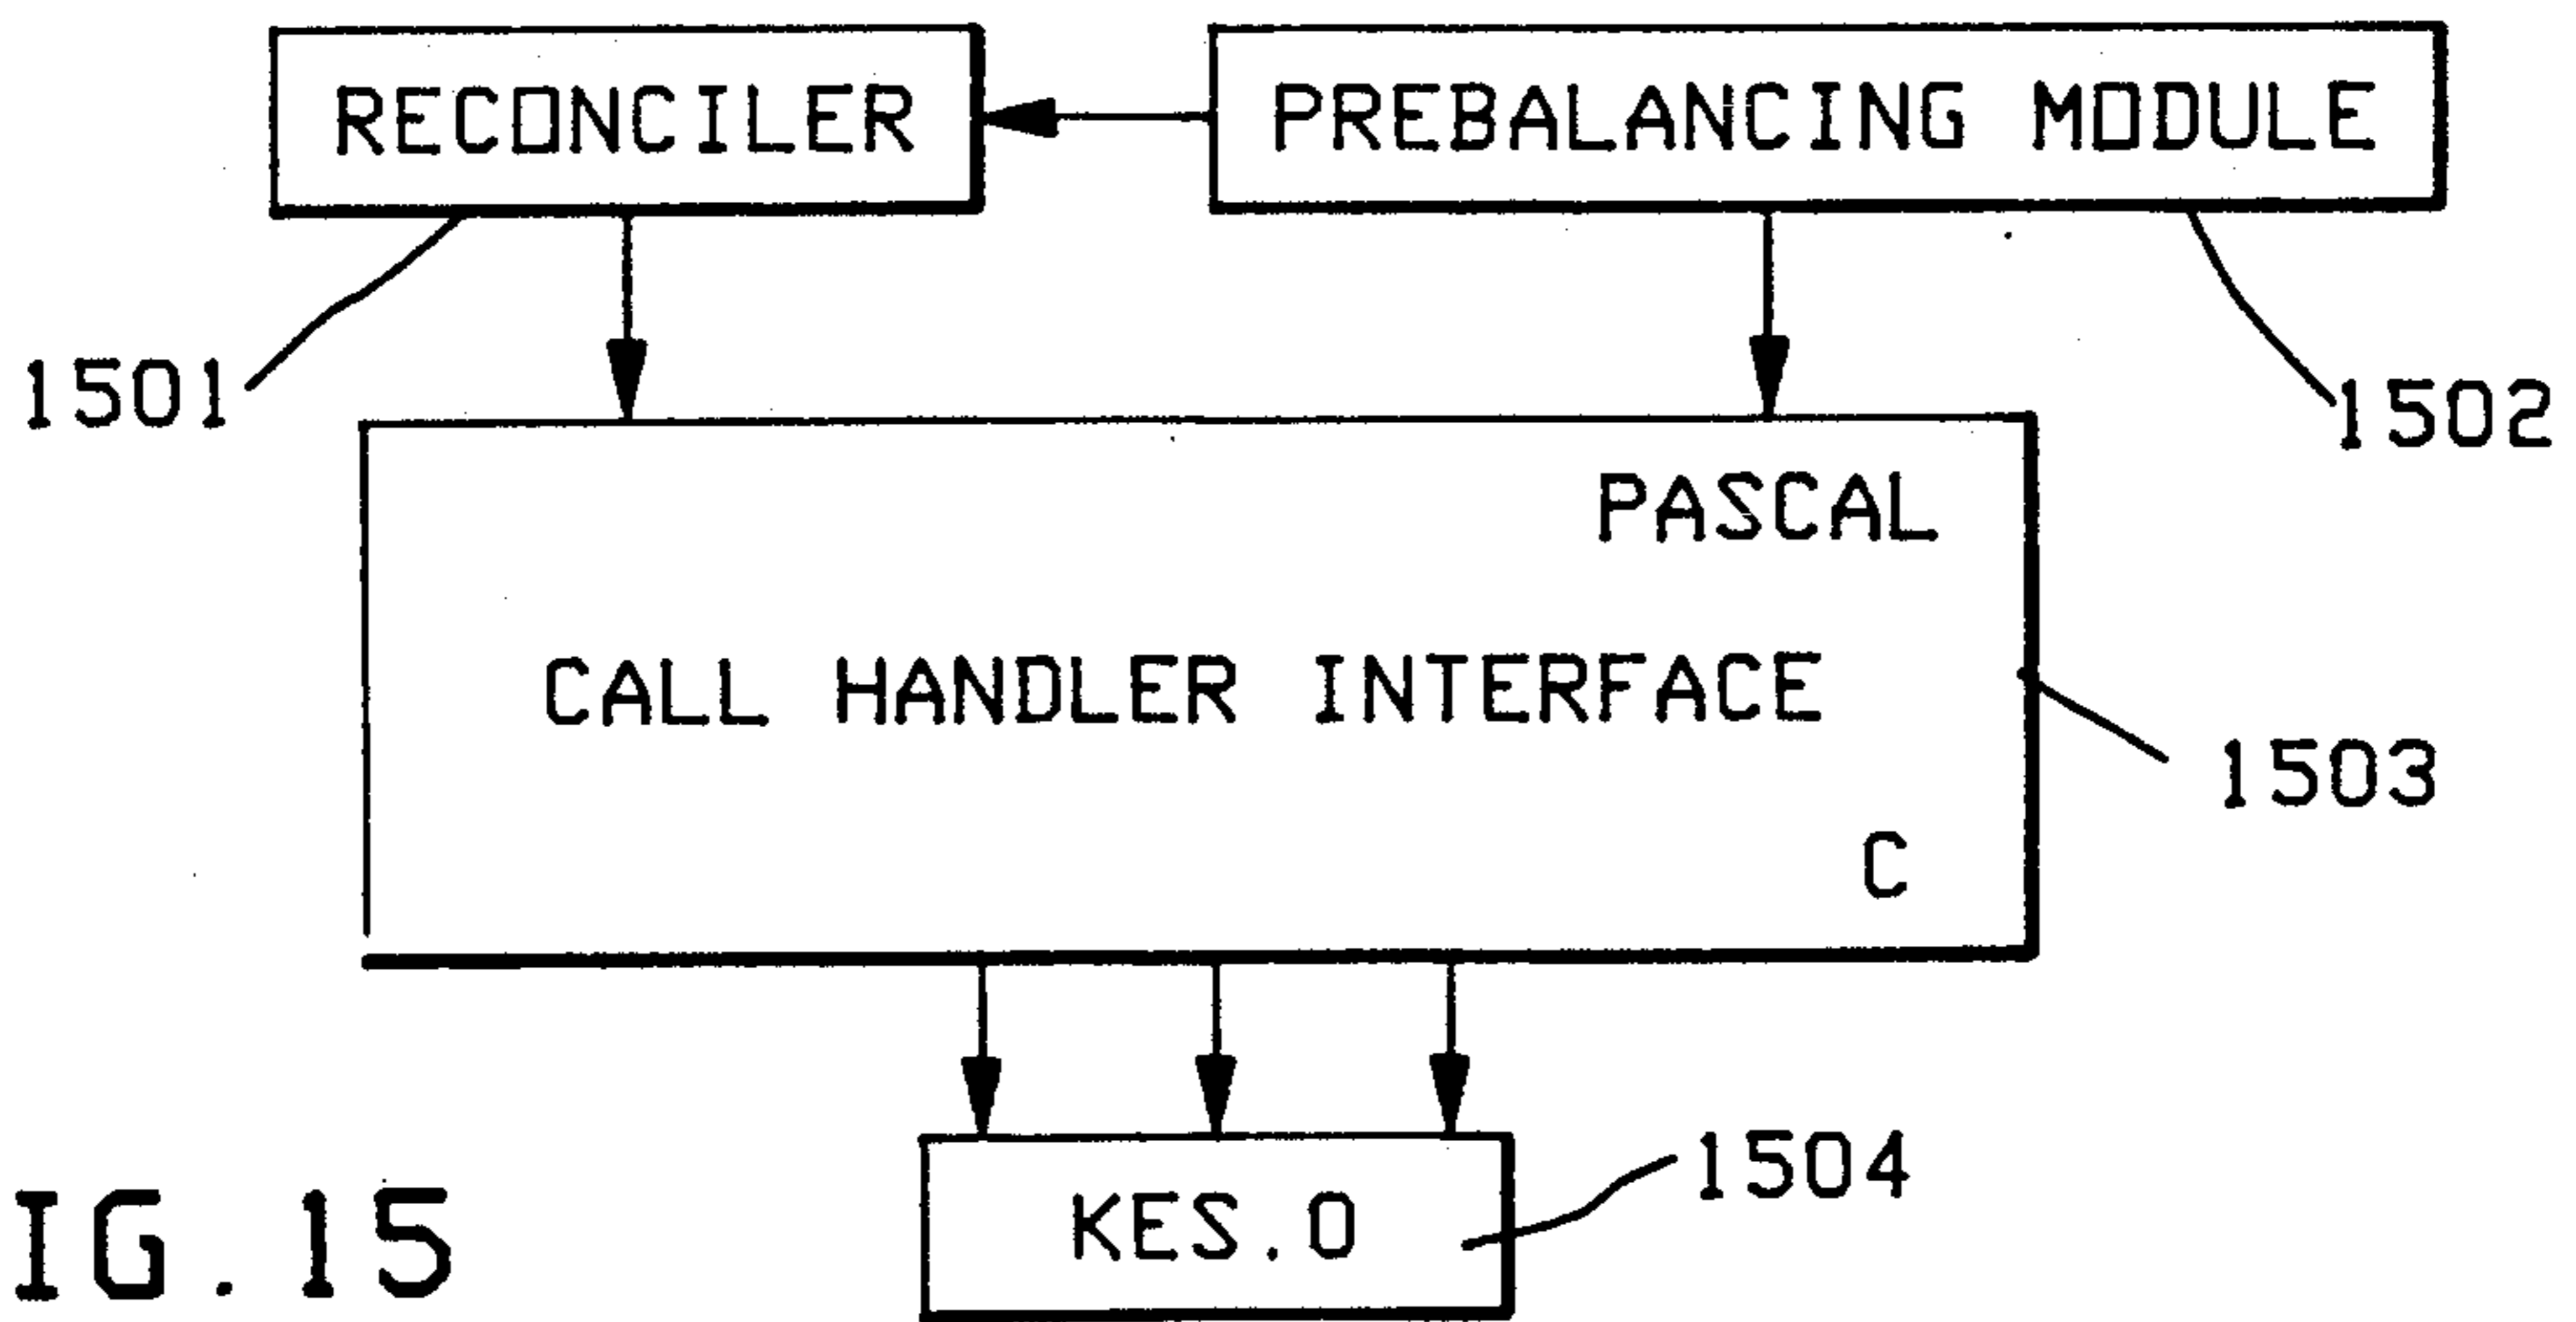 RECONCILER
PREBALANCING MODULE
1501
1502
PASCAL
CALL HANDLER INTERFACE
1503
C
1504
KES.O
IG.15